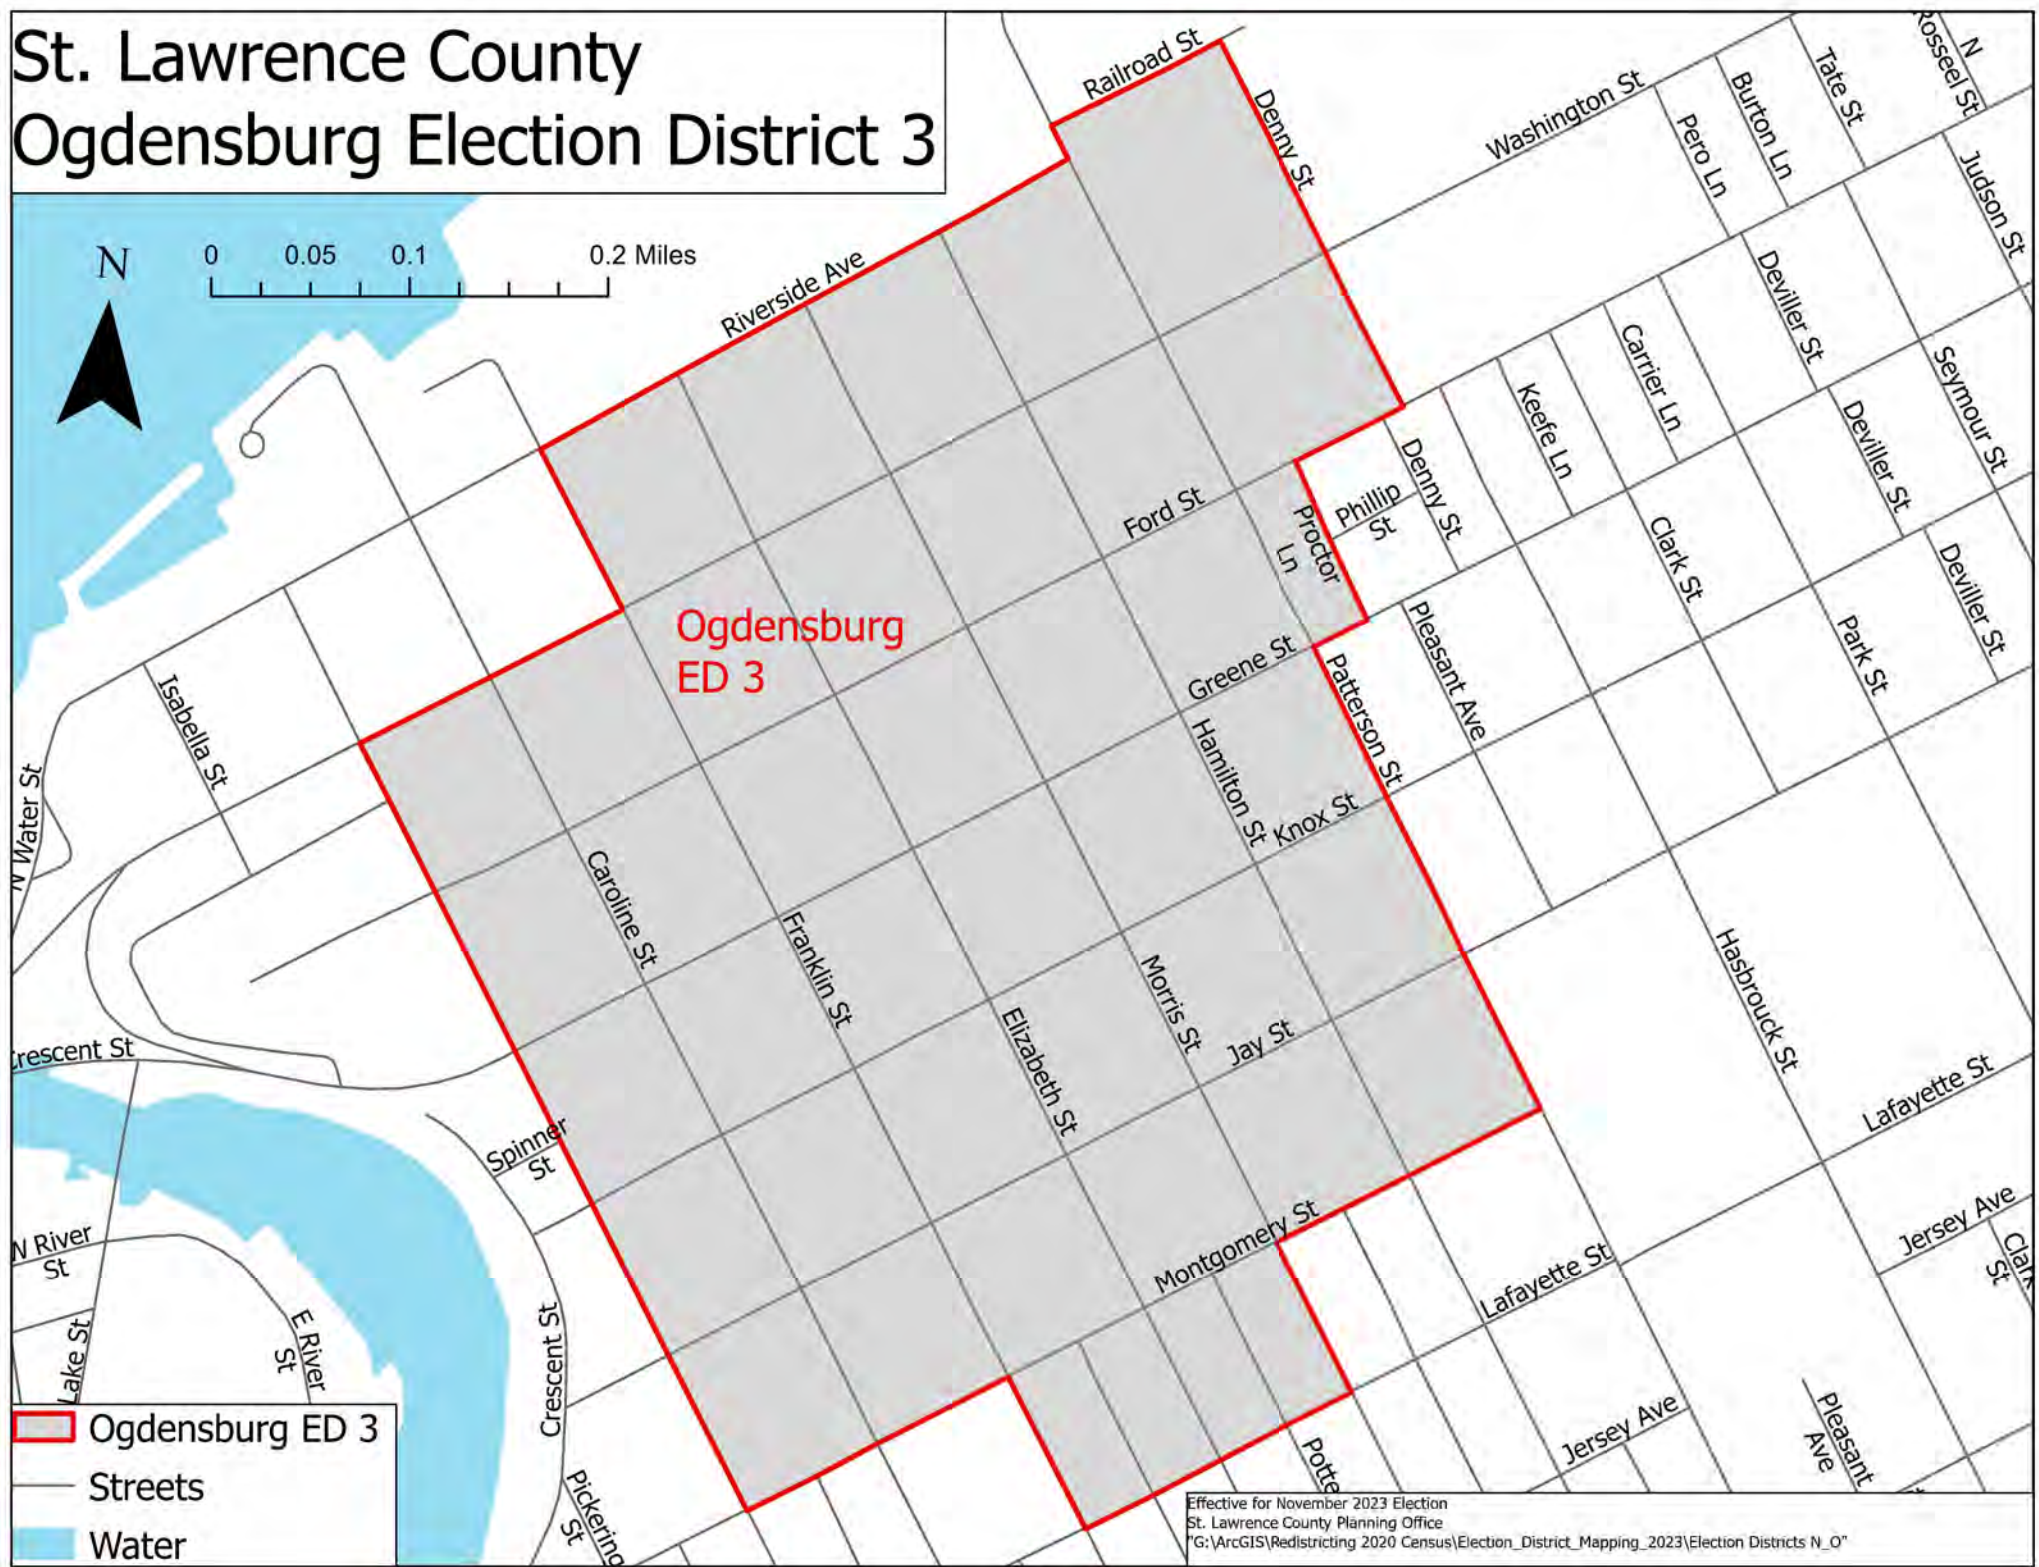 St. Lawrence County
Ogdensburg Election District 3
N
0 0.05 0.1 0.2 Miles
Railroad St
Denny St
Washington St
Pero Ln
Burton Ln
Tate St
N
Rosseel St
Judson St
Riverside Ave
Deviller St
Carrier Ln
Keefe Ln
Seymour St
Deviller St
Denny St
Phillip
St
Proctor
Ln
Ford St
Clark St
Deviller St
Ogdensburg
ED 3
Isabella St
Greene St
Patterson St
Pleasant Ave
Park St
N Water St
Hamilton St
Knox St
Caroline St
Franklin St
Morris St
Hasbrouck St
Elizabeth St
Jay St
Crescent St
Spinner
St
Lafayette St
W River
St
Montgomery St
Jersey Ave
Clark
St
Lafayette St
E River
St
Lake St
Crescent St
Jersey Ave
Pleasant
Ave
Potte
Pickering
St
Ogdensburg ED 3
Streets
Water
Effective for November 2023 Election
St. Lawrence County Planning Office
"G:\ArcGIS\Redistricting 2020 Census\Election_District_Mapping_2023\Election Districts N_O"